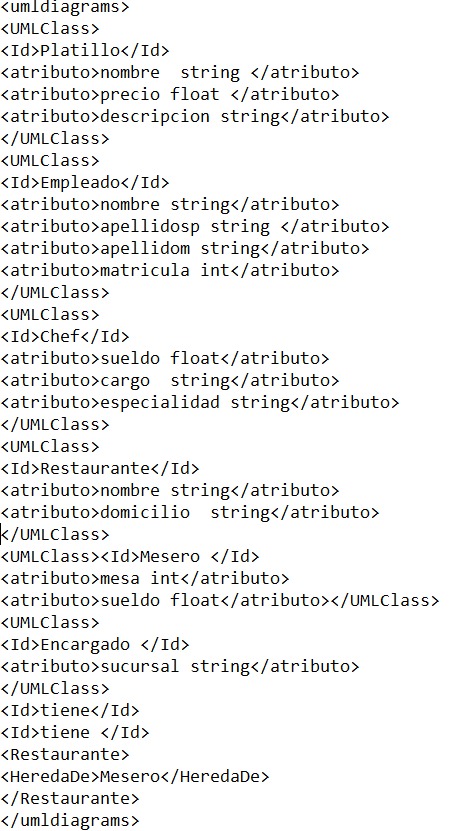 <umldiagrams>
<UMLClass>
<Id>Platillo</Id>
<atributo>nombre  string </atributo>
<atributo>precio float </atributo>
<atributo>descripcion string</atributo>
</UMLClass>
<UMLClass>
<Id>Empleado</Id>
<atributo>nombre string</atributo>
<atributo>apellidosp string </atributo>
<atributo>apellidom string</atributo>
<atributo>matricula int</atributo>
</UMLClass>
<UMLClass>
<Id>Chef</Id>
<atributo>sueldo float</atributo>
<atributo>cargo  string</atributo>
<atributo>especialidad string</atributo>
</UMLClass>
<UMLClass>
<Id>Restaurante</Id>
<atributo>nombre string</atributo>
<atributo>domicilio  string</atributo>
</UMLClass>
<UMLClass><Id>Mesero </Id>
<atributo>mesa int</atributo>
<atributo>sueldo float</atributo></UMLClass>
<UMLClass>
<Id>Encargado </Id>
<atributo>sucursal string</atributo>
</UMLClass>
<Id>tiene</Id>
<Id>tiene </Id>
<Restaurante>
<HeredaDe>Mesero</HeredaDe>
</Restaurante>
</umldiagrams>